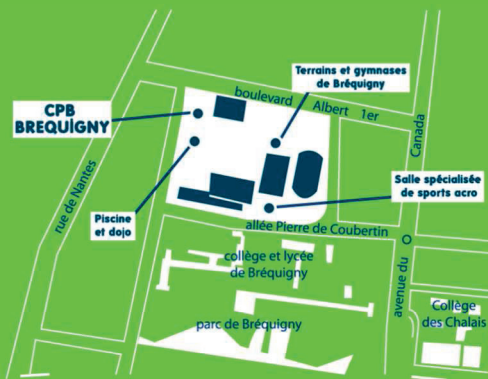 Terrains et gymnases
de Bréquigny
boulevard Albert 1er
CPB
BREQUIGNY
Canada
rue de Nantes
Salle spécialisée
de sports acro
Piscine
et dojo
allée Pierre de Coubertin
collège et lycée
de Bréquigny
avenue du
Collège
des Chalais
parc de Bréquigny